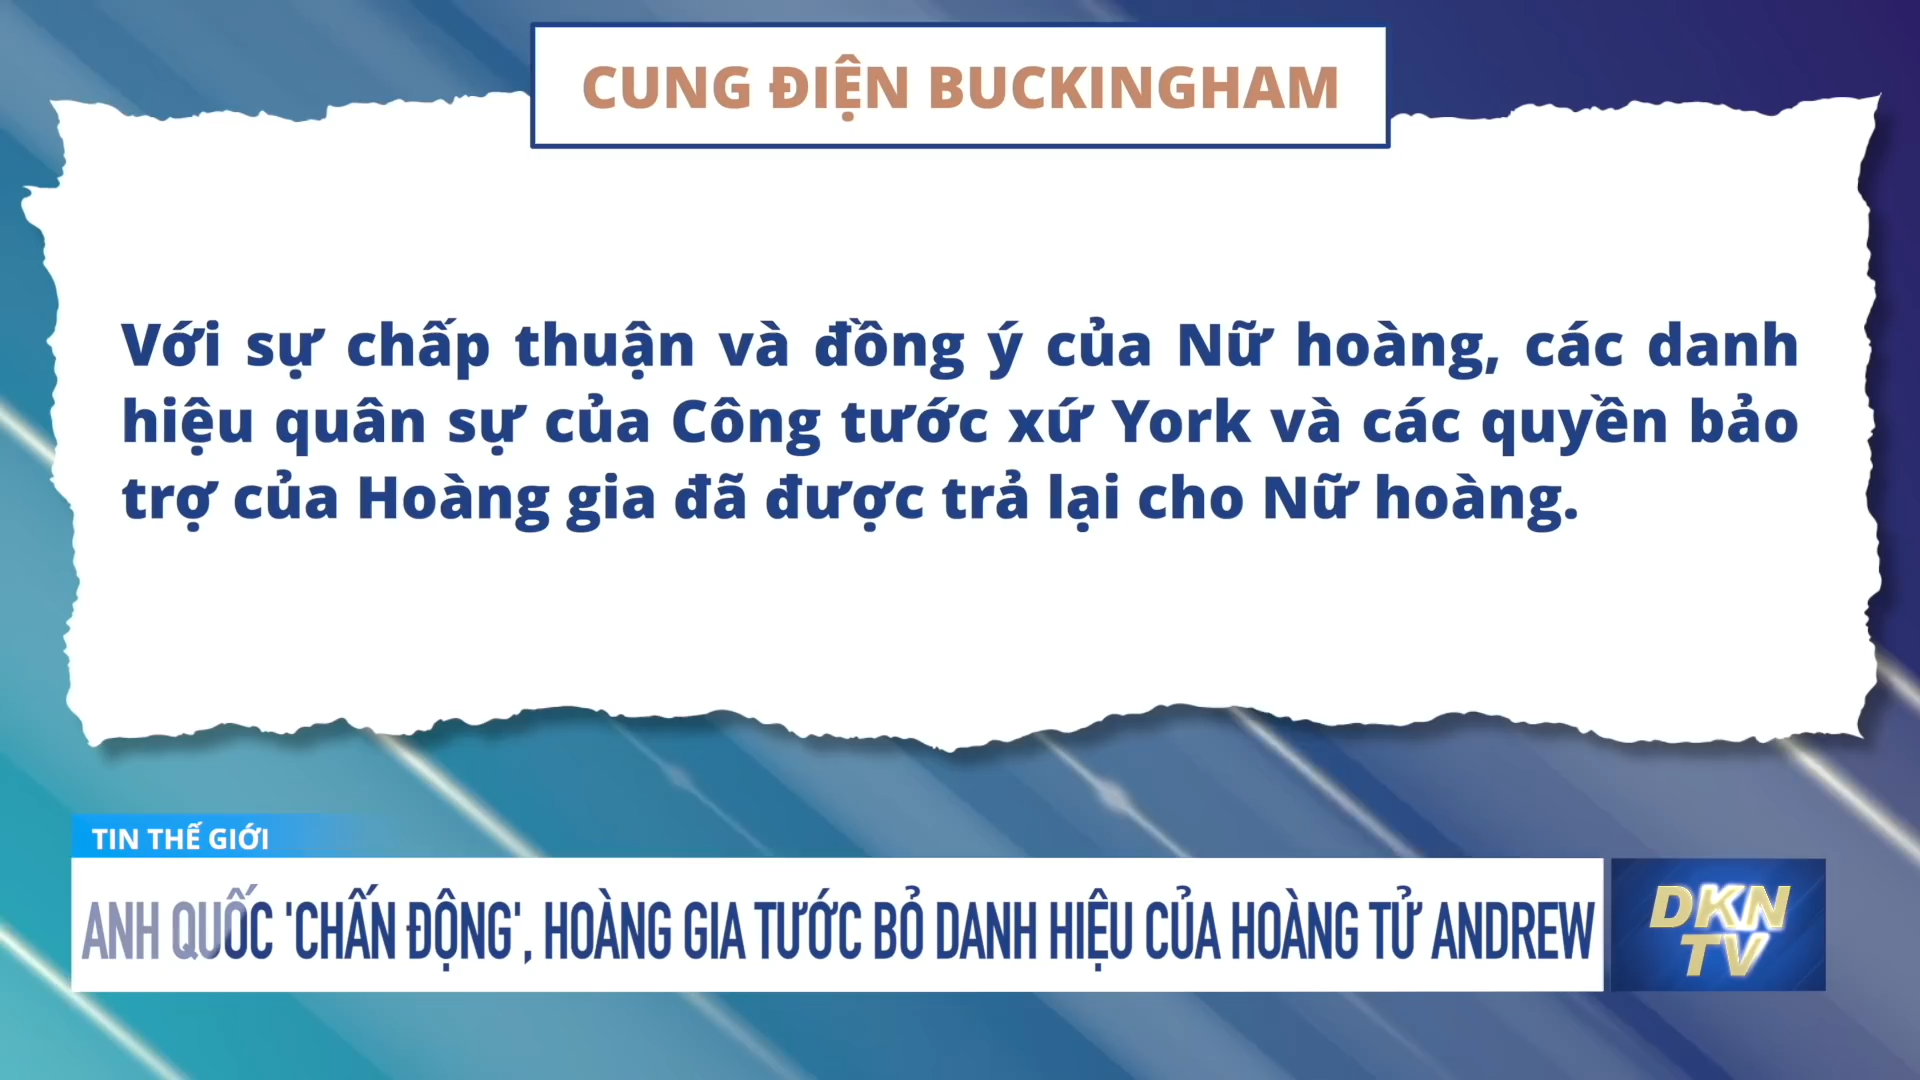 CUNG ĐIỆN BUCKINGHAM
Với sự chấp thuận và đồng ý của Nữ hoàng, các danh
hiệu quân sự của Công tước xứ York và các quyền bảo
trợ của Hoàng gia đã được trả lại cho Nữ hoàng.
TIN THẾ GIỚI
ANH QUỐC 'CHẤN ĐỘNG', HOÀNG GIA TƯỚC BỎ DANH HIỆU CỦA HOÀNG TỬ ANDREW
DKN
TV